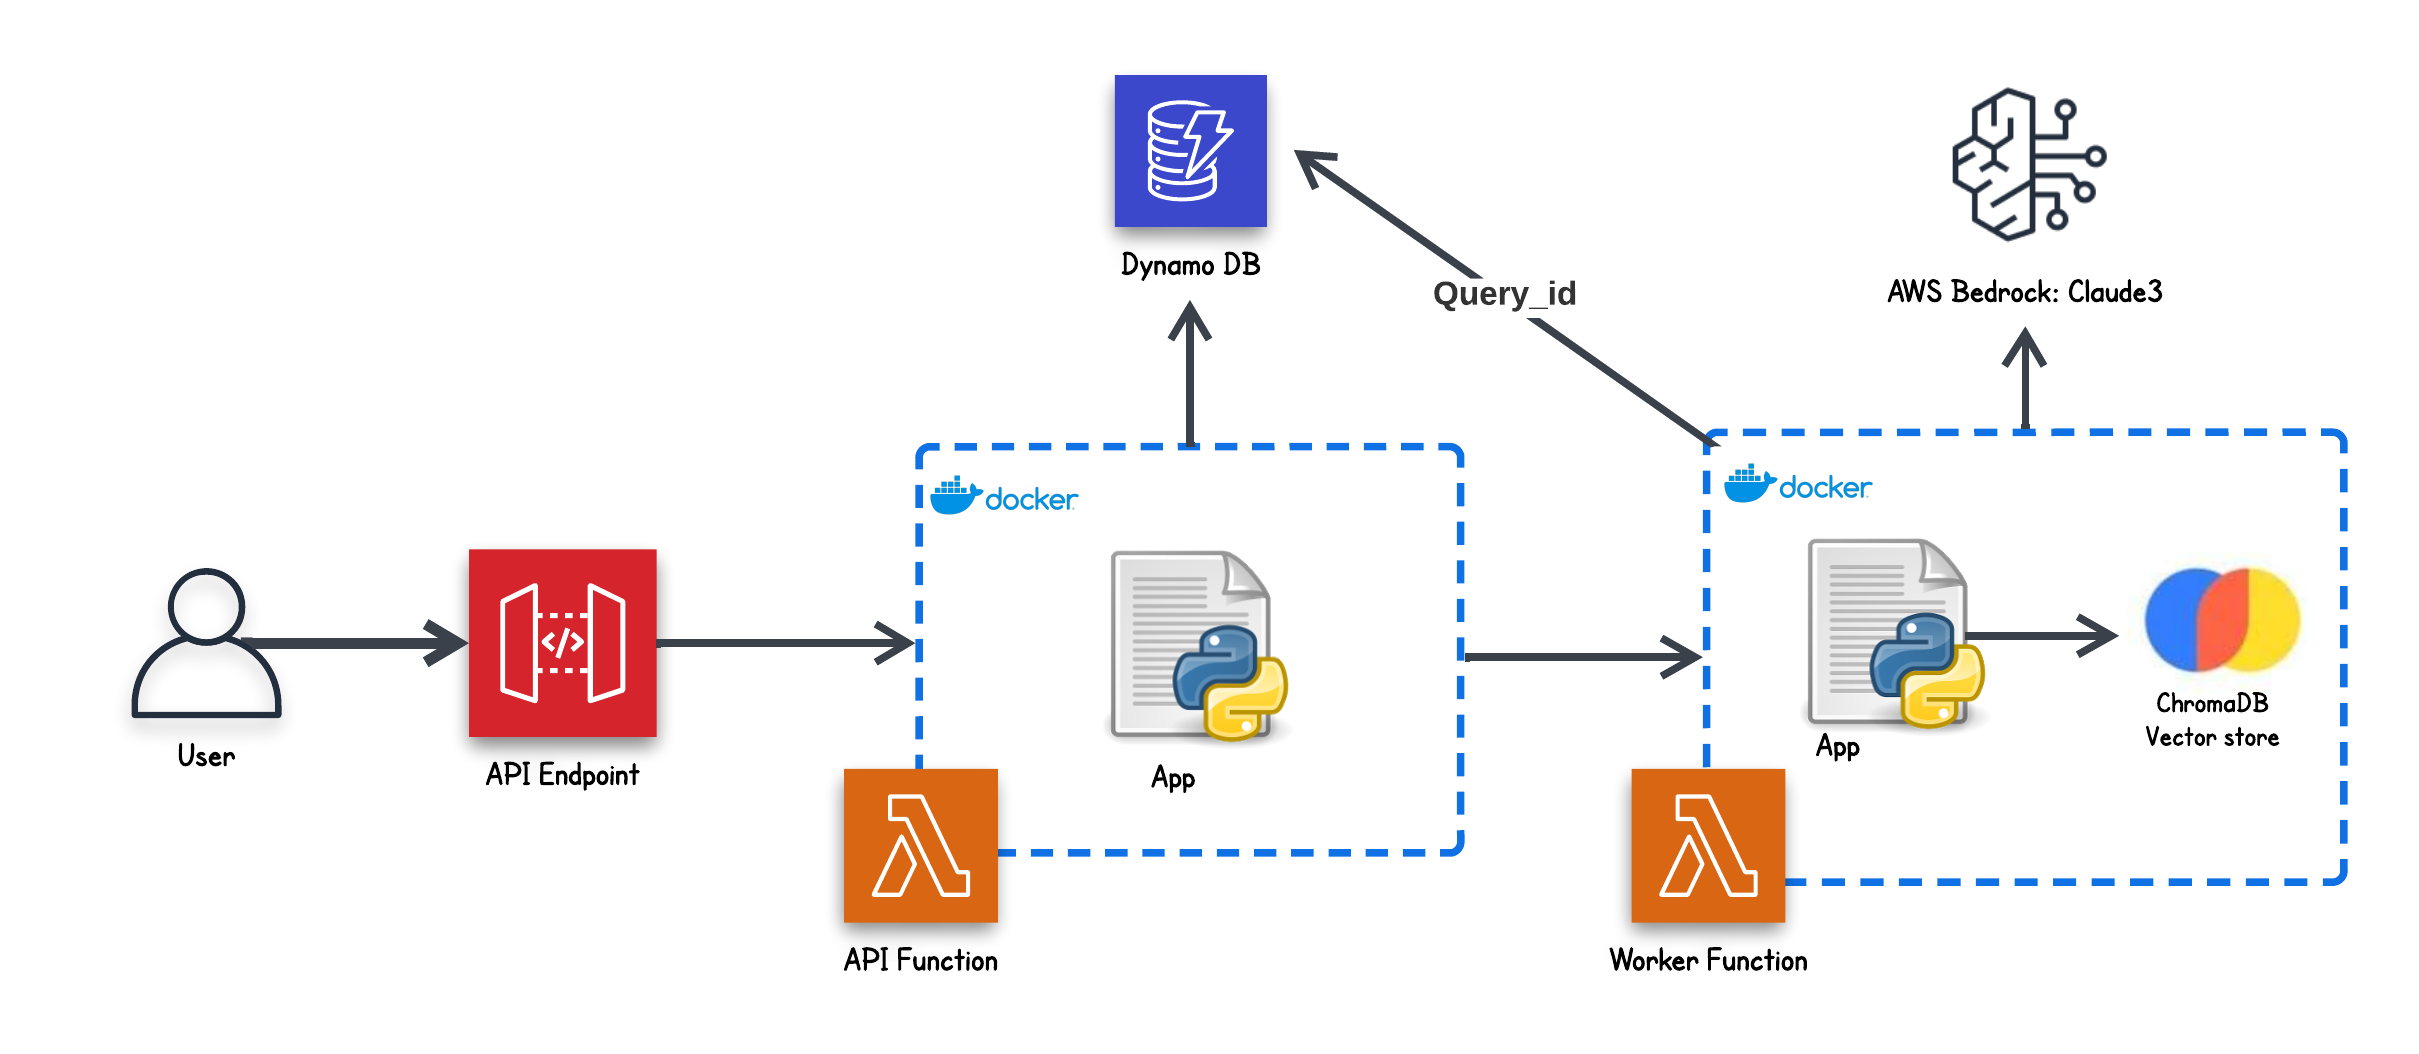 Dynamo DB
Query_id
AWS Bedrock: Claude3
docker
docker
User
API Endpoint
App
App
ChromaDB
Vector store
API Function
Worker Function